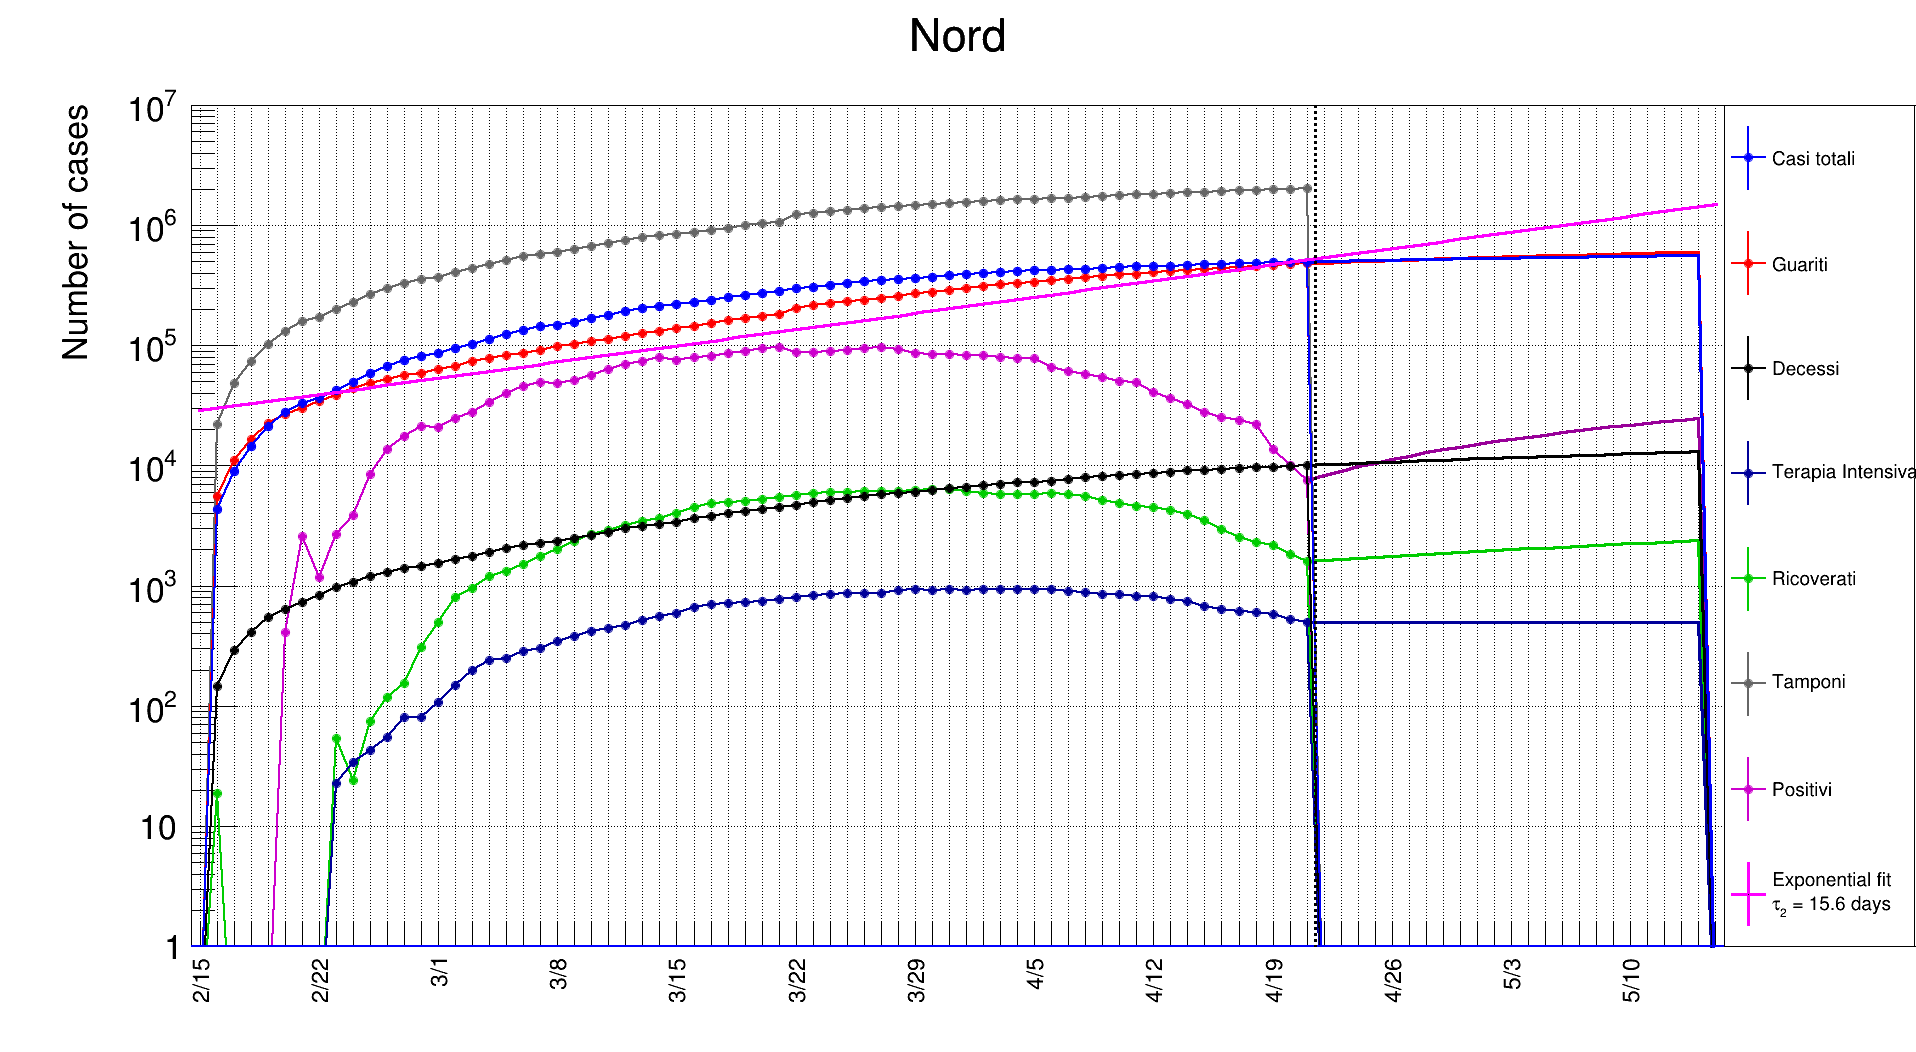 Nord
Number of cases
10^7
10^6
10^5
10^4
10^3
10^2
10
1
2/15
2/22
3/1
3/8
3/15
3/22
3/29
4/5
4/12
4/19
4/26
5/3
5/10
Casi totali
Guariti
Decessi
Terapia Intensiva
Ricoverati
Tamponi
Positivi
Exponential fit
τ₂ = 15.6 days